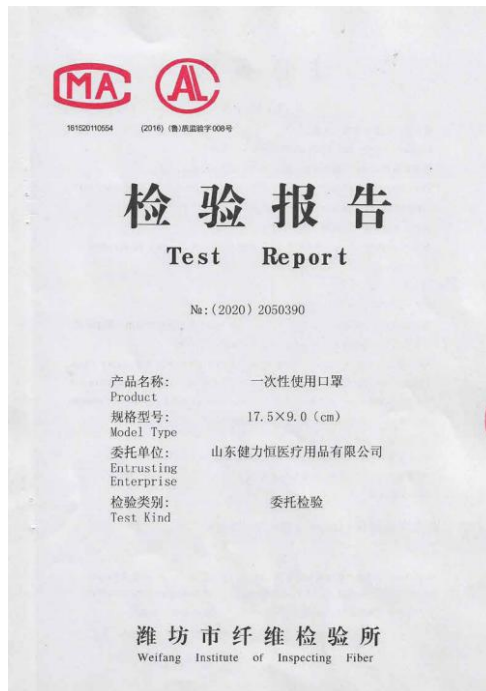 MA AL
161520110554 (2016)(鲁)质监验字008号
检验报告
Test Report
№:(2020) 2050390
产品名称: 一次性使用口罩
Product
规格型号: 17.5×9.0(cm)
Model Type
委托单位: 山东健力恒医疗用品有限公司
Entrusting
Enterprise
检验类别: 委托检验
Test Kind
潍坊市纤维检验所
Weifang Institute of Inspecting Fiber